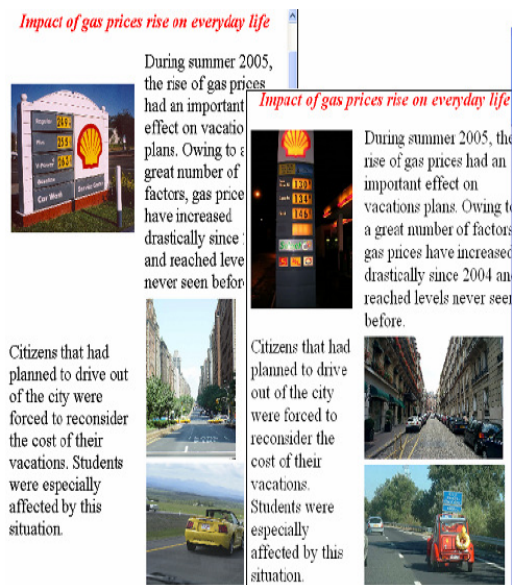 Impact of gas prices rise on everyday life
During summer 2005,
the rise of gas prices
had an important
effect on
plans. Owing to a
great number of
factors, gas
have increased
drastically since
and reached
never seen
Citizens that had
planned to drive out
of the city were
forced to reconsider
the cost of their
vacations. Students
were especially
affected by this
situation.
Car Wash
Impact of gas prices rise on everyday life
During summer 2005, the
rise of gas prices had an
important effect on
vacations plans. Owing to
a great number of factors,
gas prices have increased
drastically since 2004 and
reached levels never seen
before.
Citizens that had
planned to drive
out of the city
were forced to
reconsider the
cost of their
vacations.
Students were
especially
affected by this
situation.